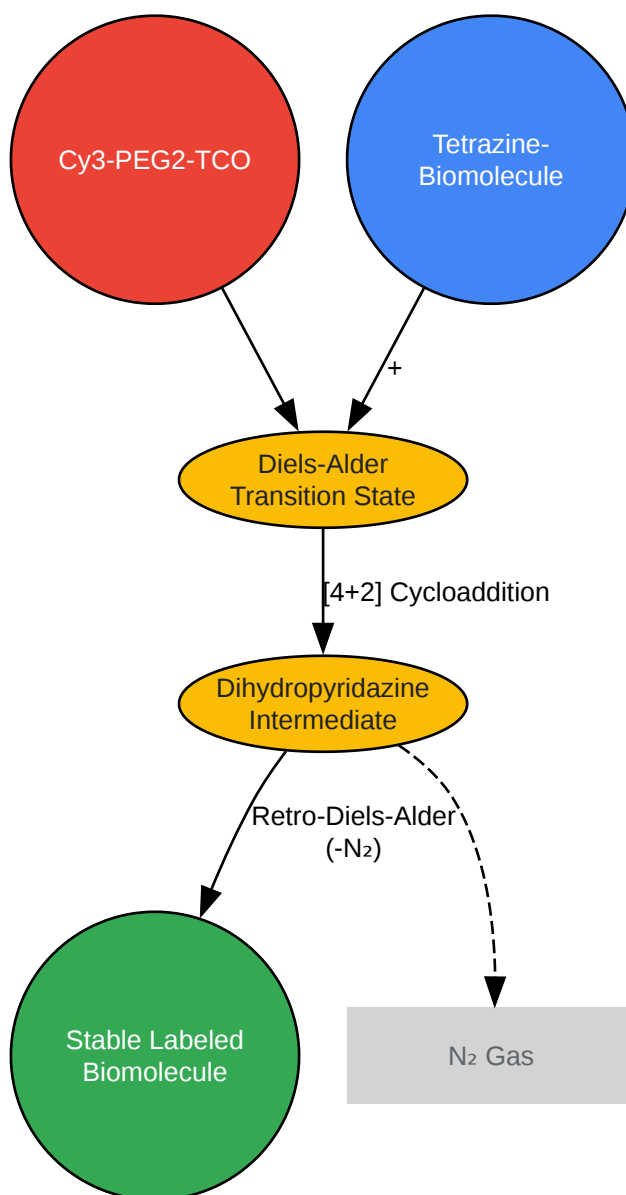 Cy3-PEG2-TCO
Tetrazine-
Biomolecule
+
Diels-Alder
Transition State
[4+2] Cycloaddition
Dihydropyridazine
Intermediate
Retro-Diels-Alder
(-N₂)
Stable Labeled
Biomolecule
N₂ Gas